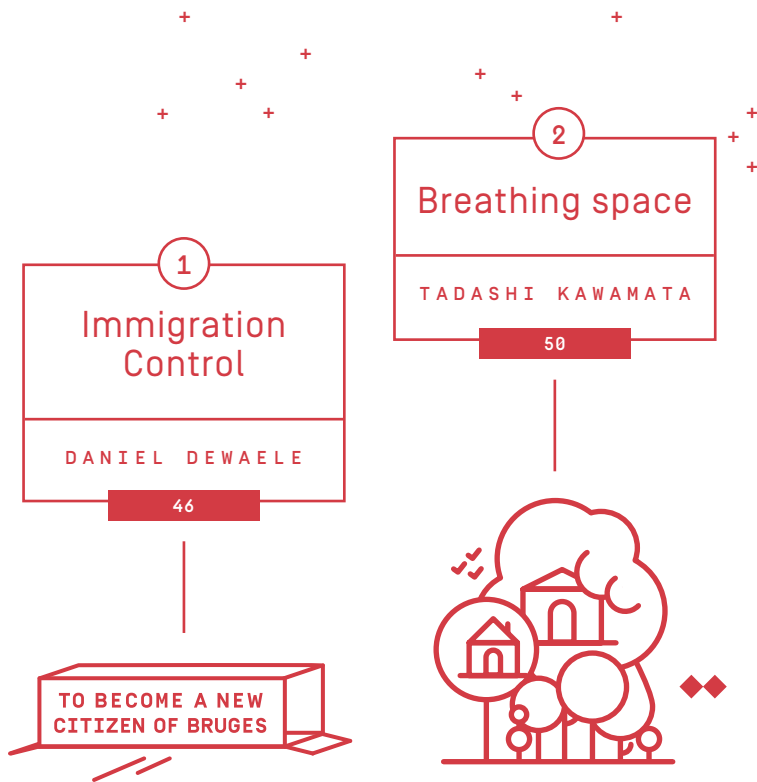 1
Immigration
Control
DANIEL DEWAELE
46
TO BECOME A NEW
CITIZEN OF BRUGES
2
Breathing space
TADASHI KAWAMATA
50